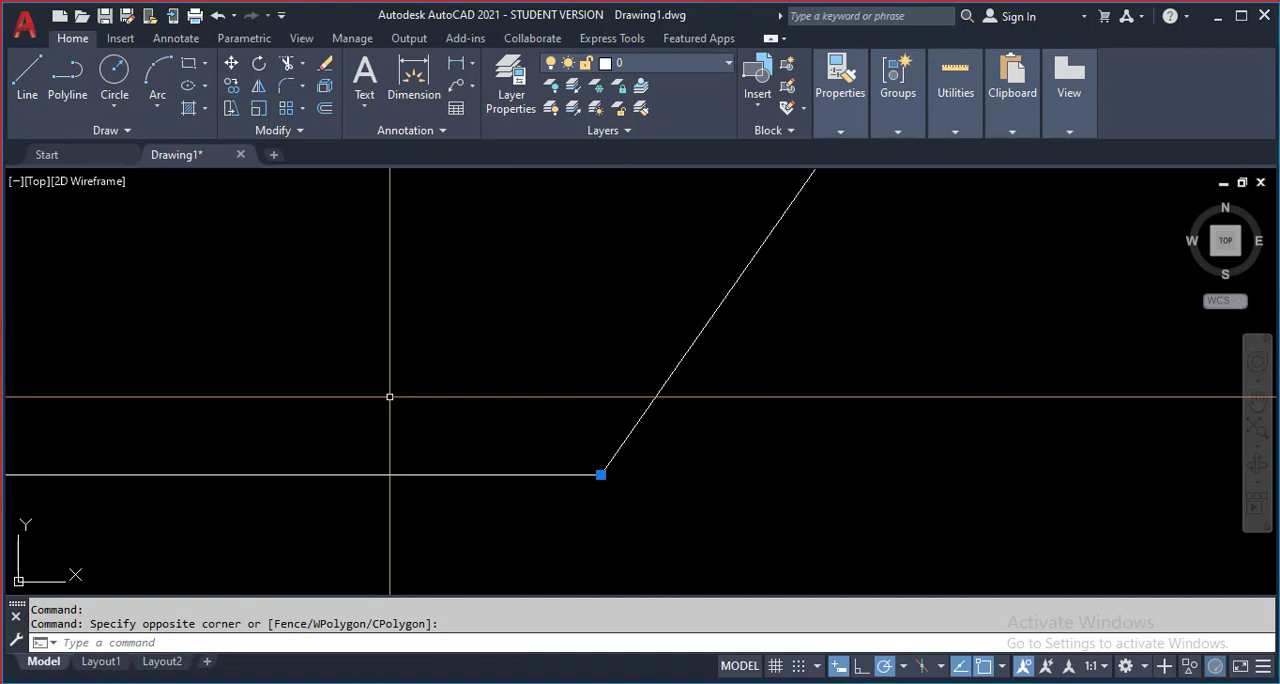 Autodesk AutoCAD 2021 - STUDENT VERSION Drawing1.dwg
Type a keyword or phrase
Sign In
Home Insert Annotate Parametric View Manage Output Add-ins Collaborate Express Tools Featured Apps
Line Polyline Circle Arc
Draw
Modify
Text Dimension
Annotation
Layer Properties
0
Layers
Insert
Block
Properties
Groups
Utilities
Clipboard
View
Start
Drawing1*
[−][Top][2D Wireframe]
N
W TOP E
S
WCS
Y
X
Command:
Command: Specify opposite corner or [Fence/WPolygon/CPolygon]:
Type a command
Activate Windows
Go to Settings to activate Windows.
Model Layout1 Layout2
MODEL
1:1